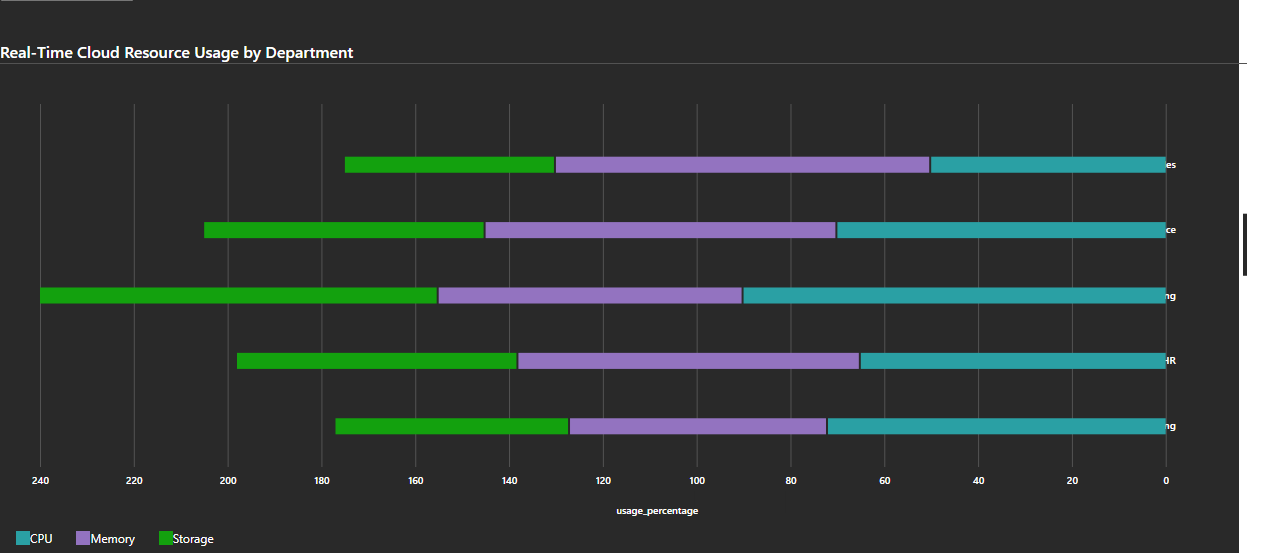 Real-Time Cloud Resource Usage by Department
es
ce
ng
HR
ng
240 220 200 180 160 140 120 100 80 60 40 20 0
usage_percentage
CPU Memory Storage